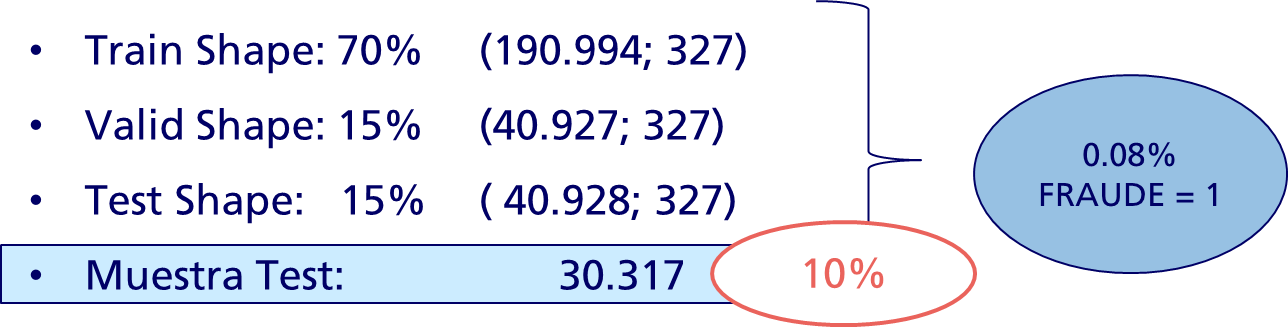 • Train Shape: 70% (190.994; 327)
• Valid Shape: 15% (40.927; 327)
• Test Shape: 15% ( 40.928; 327)
• Muestra Test: 30.317 10%
0.08%
FRAUDE = 1